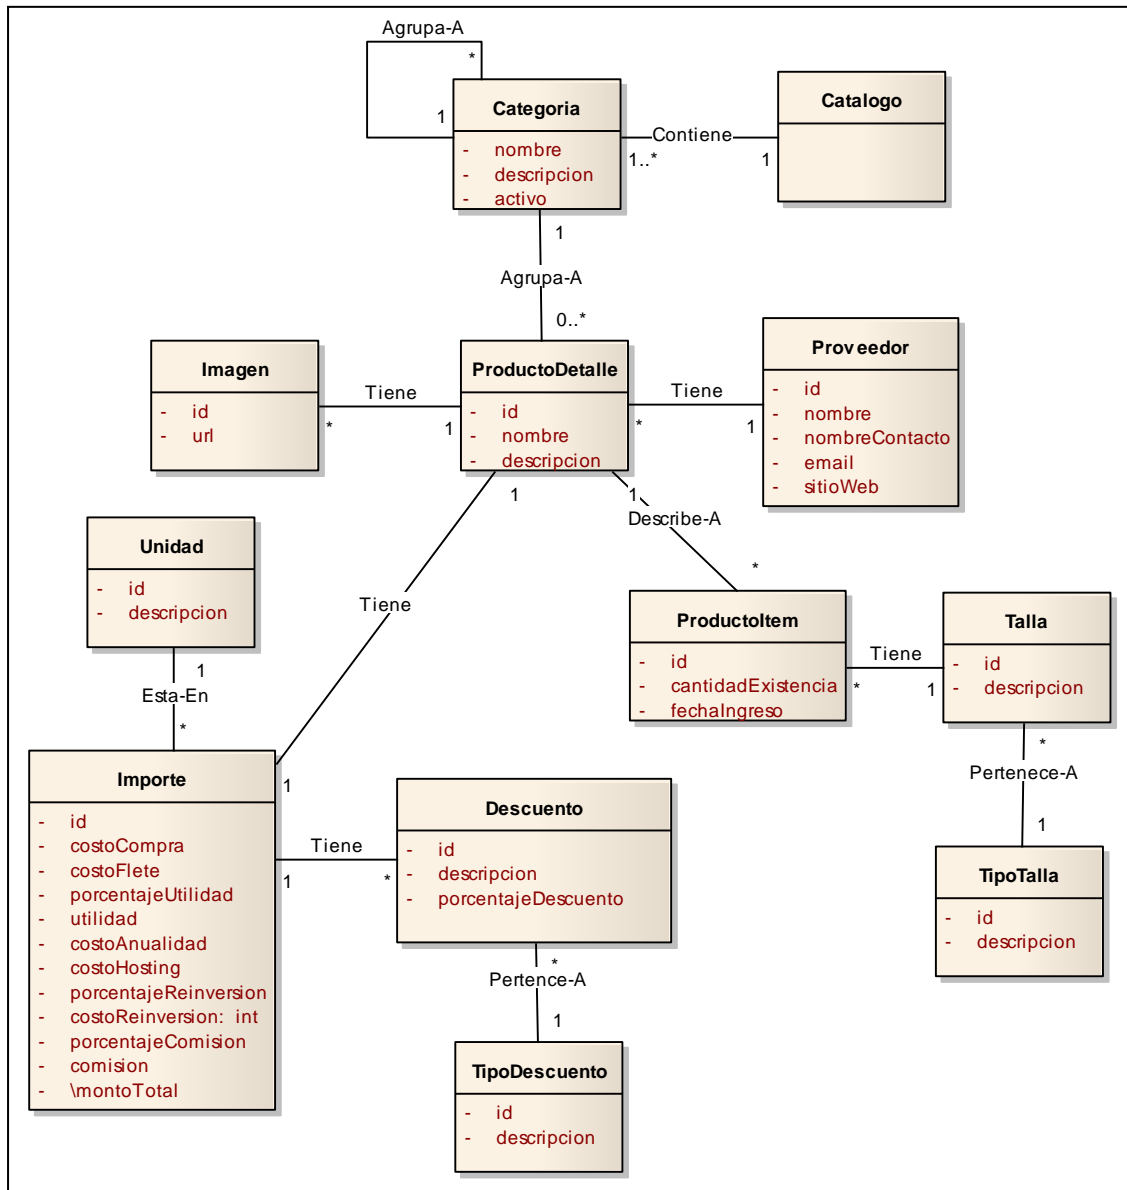 Agrupa-A
*
1
Categoria
- nombre
- descripcion
- activo
Contiene
1..*
1
Catalogo
1
Agrupa-A
0..*
Imagen
- id
- url
Tiene
*
1
ProductoDetalle
- id
- nombre
- descripcion
Tiene
*
1
Proveedor
- id
- nombre
- nombreContacto
- email
- sitioWeb
1
1
Describe-A
*
Unidad
- id
- descripcion
Tiene
1
Esta-En
*
ProductoItem
- id
- cantidadExistencia
- fechaIngreso
Tiene
*
1
Talla
- id
- descripcion
*
Pertenece-A
1
Importe
- id
- costoCompra
- costoFlete
- porcentajeUtilidad
- utilidad
- costoAnualidad
- costoHosting
- porcentajeReinversion
- costoReinversion: int
- porcentajeComision
- comision
- \montoTotal
1
Tiene
1
*
Descuento
- id
- descripcion
- porcentajeDescuento
TipoTalla
- id
- descripcion
*
Pertence-A
1
TipoDescuento
- id
- descripcion